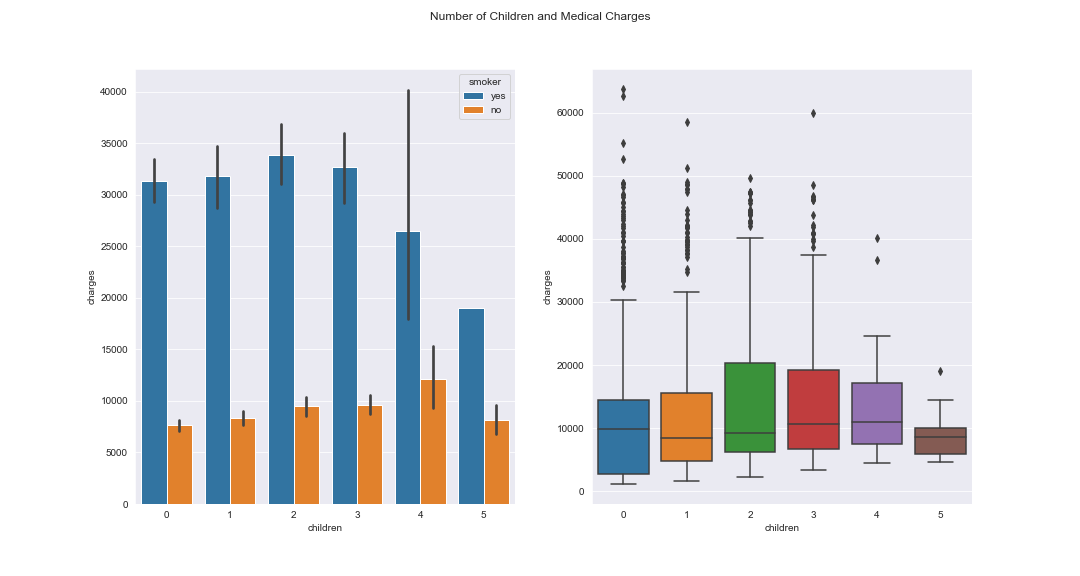 Number of Children and Medical Charges
smoker
yes
no
40000
35000
30000
25000
20000
15000
10000
5000
0
charges
0 1 2 3 4 5
children
60000
50000
40000
30000
20000
10000
0
charges
0 1 2 3 4 5
children